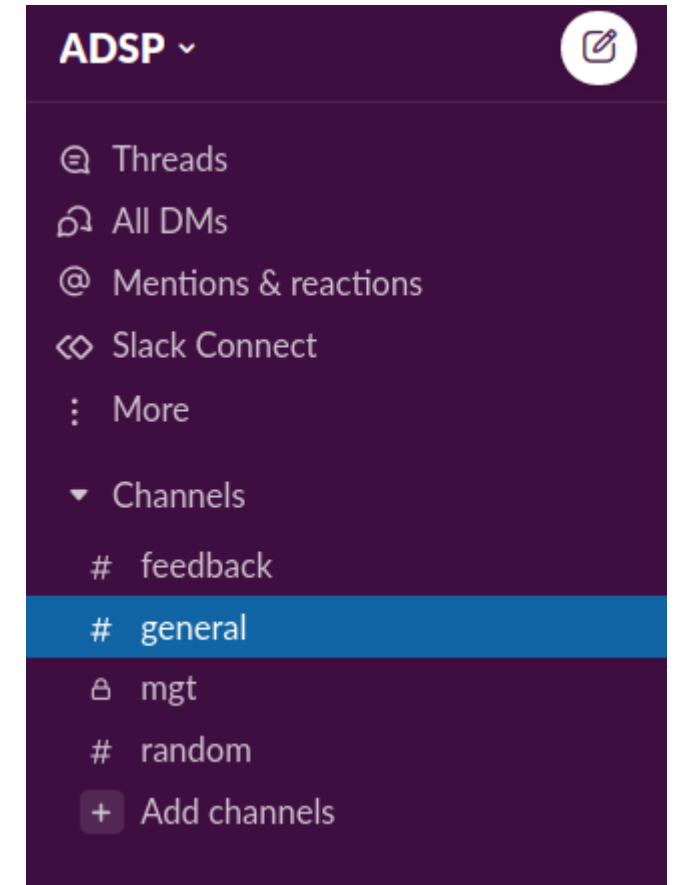 ADSP
Threads
All DMs
@ Mentions & reactions
Slack Connect
More
Channels
# feedback
# general
mgt
# random
+ Add channels